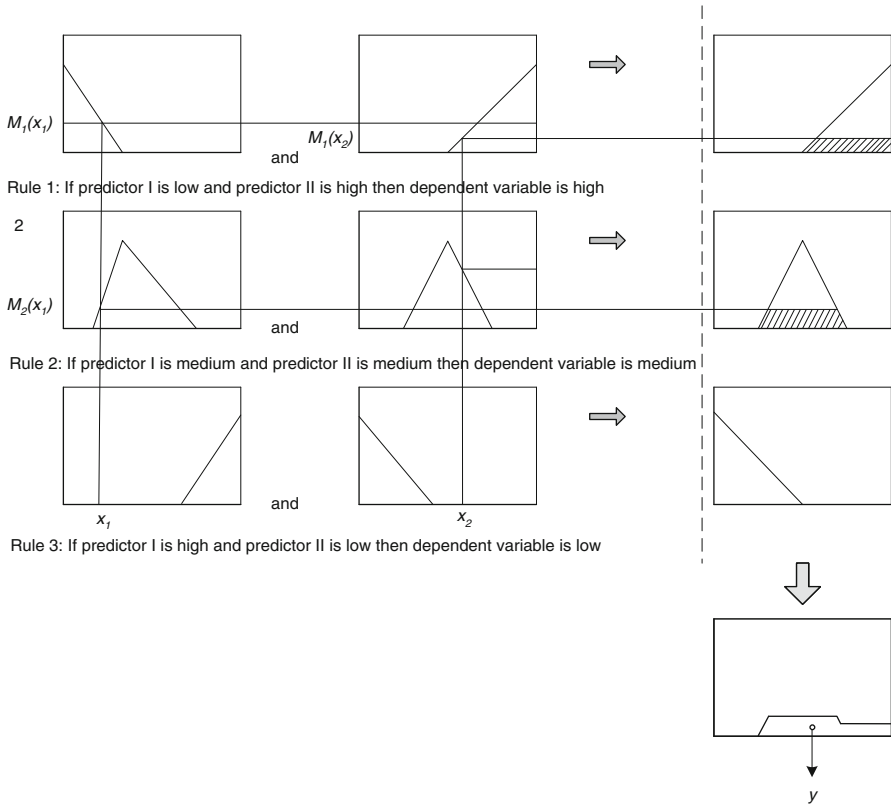 M1(x1)
M1(x2)
and
Rule 1: If predictor I is low and predictor II is high then dependent variable is high
2
M2(x1)
and
Rule 2: If predictor I is medium and predictor II is medium then dependent variable is medium
and
x1
x2
Rule 3: If predictor I is high and predictor II is low then dependent variable is low
y